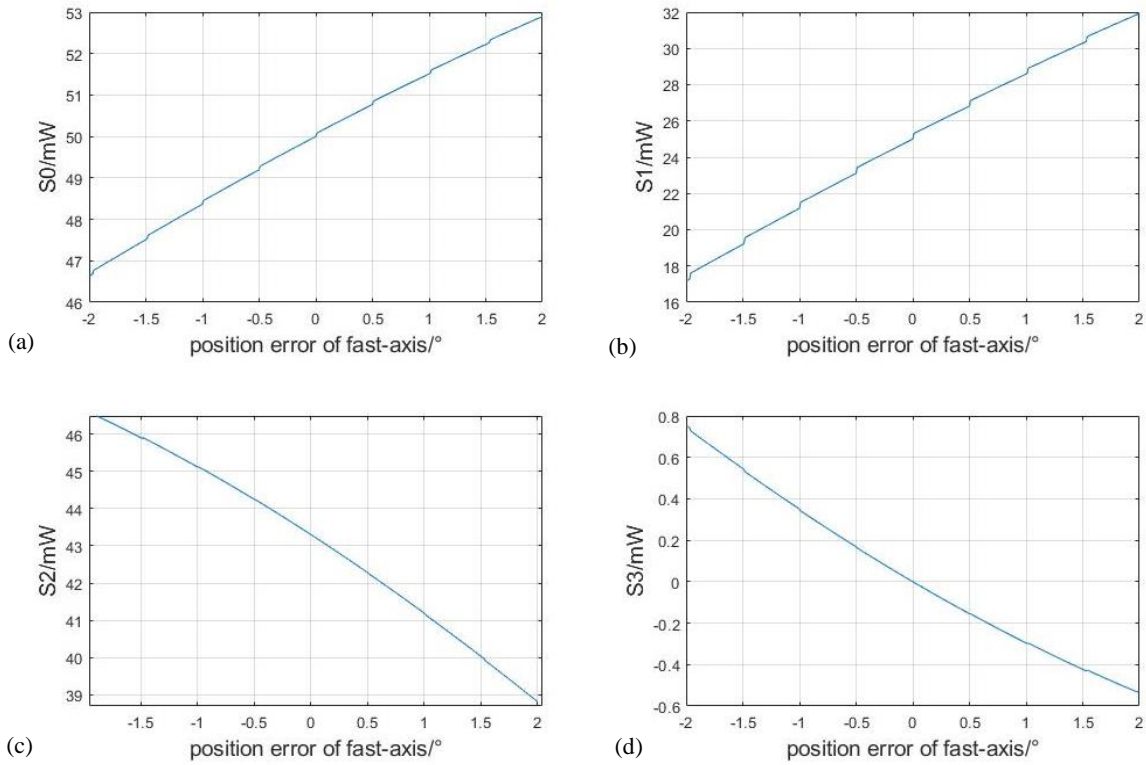 53
52
51
50
49
48
47
46
S0/mW
-2 -1.5 -1 -0.5 0 0.5 1 1.5 2
position error of fast-axis/°
(a)
32
30
28
26
24
22
20
18
16
S1/mW
-2 -1.5 -1 -0.5 0 0.5 1 1.5 2
position error of fast-axis/°
(b)
46
45
44
43
42
41
40
39
S2/mW
-1.5 -1 -0.5 0 0.5 1 1.5 2
position error of fast-axis/°
(c)
0.8
0.6
0.4
0.2
0
-0.2
-0.4
-0.6
S3/mW
-2 -1.5 -1 -0.5 0 0.5 1 1.5 2
position error of fast-axis/°
(d)